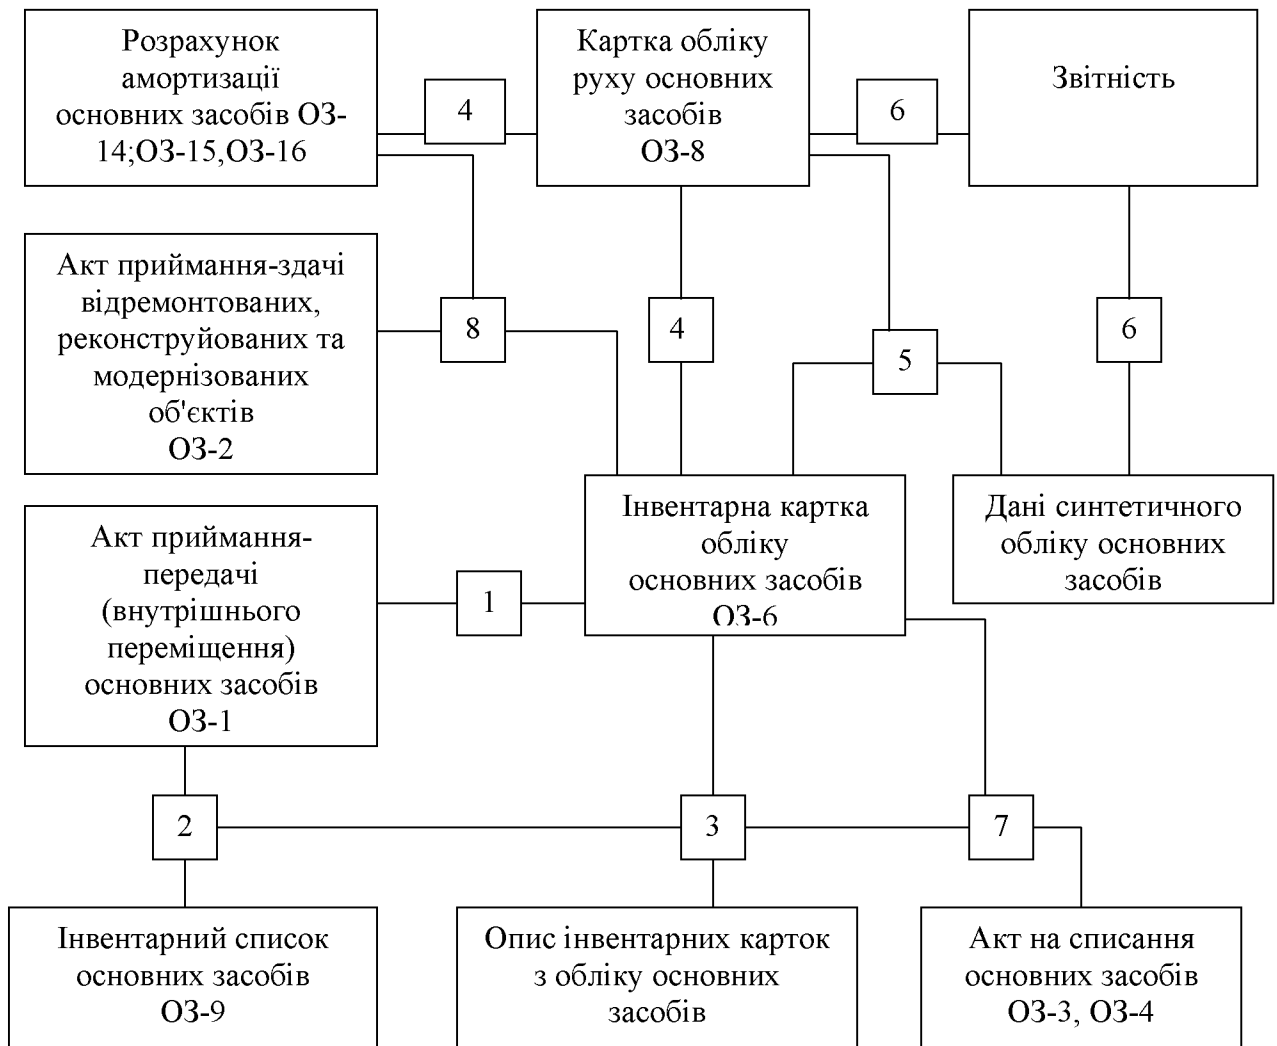 Розрахунок
амортизації
основних засобів ОЗ-
14;ОЗ-15,ОЗ-16
4
Картка обліку
руху основних
засобів
ОЗ-8
6
Звітність
Акт приймання-здачі
відремонтованих,
реконструйованих та
модернізованих
об'єктів
ОЗ-2
8
4
5
6
Акт приймання-
передачі
(внутрішнього
переміщення)
основних засобів
ОЗ-1
1
Інвентарна картка
обліку
основних засобів
ОЗ-6
Дані синтетичного
обліку основних
засобів
2
3
7
Інвентарний список
основних засобів
ОЗ-9
Опис інвентарних карток
з обліку основних
засобів
Акт на списання
основних засобів
ОЗ-3, ОЗ-4